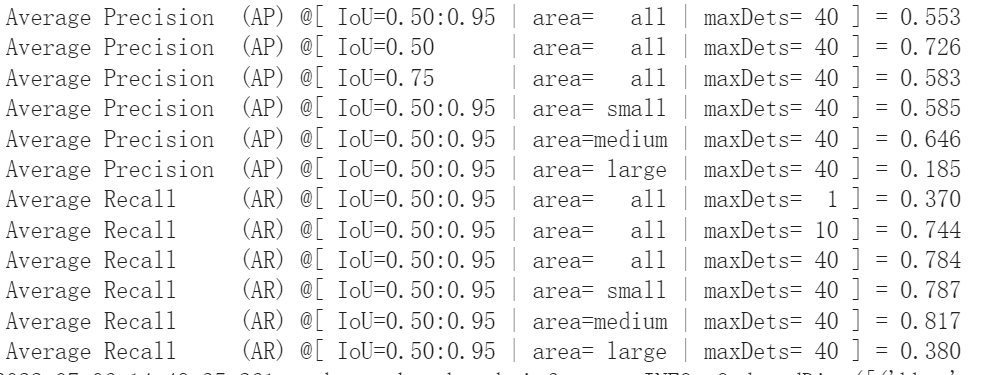 Average Precision  (AP) @[ IoU=0.50:0.95 | area=   all | maxDets= 40 ] = 0.553
Average Precision  (AP) @[ IoU=0.50      | area=   all | maxDets= 40 ] = 0.726
Average Precision  (AP) @[ IoU=0.75      | area=   all | maxDets= 40 ] = 0.583
Average Precision  (AP) @[ IoU=0.50:0.95 | area= small | maxDets= 40 ] = 0.585
Average Precision  (AP) @[ IoU=0.50:0.95 | area=medium | maxDets= 40 ] = 0.646
Average Precision  (AP) @[ IoU=0.50:0.95 | area= large | maxDets= 40 ] = 0.185
Average Recall     (AR) @[ IoU=0.50:0.95 | area=   all | maxDets=  1 ] = 0.370
Average Recall     (AR) @[ IoU=0.50:0.95 | area=   all | maxDets= 10 ] = 0.744
Average Recall     (AR) @[ IoU=0.50:0.95 | area=   all | maxDets= 40 ] = 0.784
Average Recall     (AR) @[ IoU=0.50:0.95 | area= small | maxDets= 40 ] = 0.787
Average Recall     (AR) @[ IoU=0.50:0.95 | area=medium | maxDets= 40 ] = 0.817
Average Recall     (AR) @[ IoU=0.50:0.95 | area= large | maxDets= 40 ] = 0.380